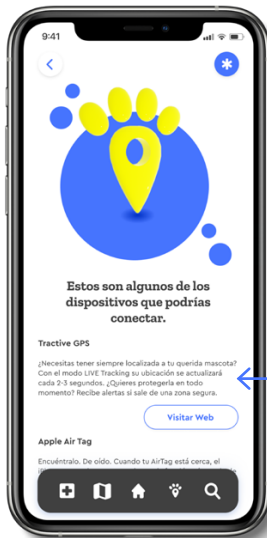 9:41
Estos son algunos de los
dispositivos que podrías
conectar.
Tractive GPS
¿Necesitas tener siempre localizada a tu querida mascota?
Con el modo LIVE Tracking su ubicación se actualizará
cada 2-3 segundos. ¿Quieres protegerla en todo
momento? Recibe alertas si sale de una zona segura.
Visitar Web
Apple Air Tag
Encuéntralo. De oído. Cuando tu AirTag está cerca, el